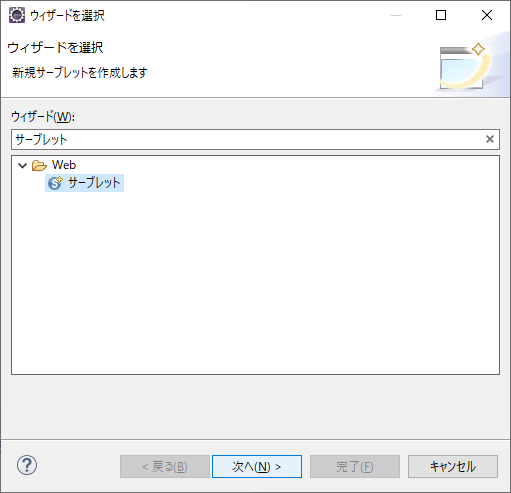 ウィザードを選択
ウィザードを選択
新規サーブレットを作成します
ウィザード(W):
サーブレット
Web
サーブレット
< 戻る(B) 次へ(N) > 完了(F) キャンセル